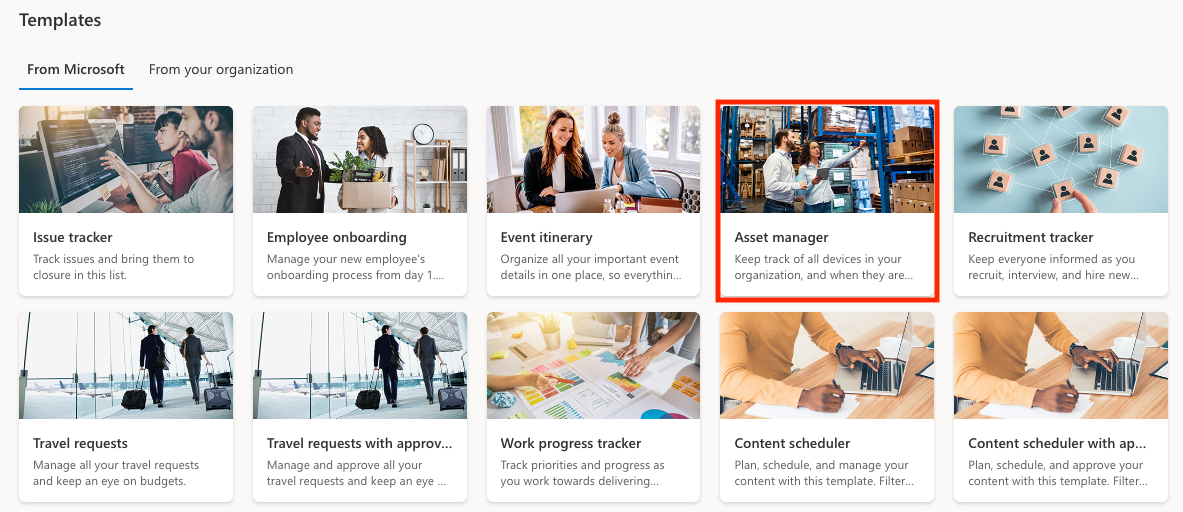 Templates
From Microsoft
From your organization
Issue tracker
Track issues and bring them to
closure in this list.
Employee onboarding
Manage your new employee's
onboarding process from day 1....
Event itinerary
Organize all your important event
details in one place, so everythin...
Asset manager
Keep track of all devices in your
organization, and when they are...
Recruitment tracker
Keep everyone informed as you
recruit, interview, and hire new...
Travel requests
Manage all your travel requests
and keep an eye on budgets.
Travel requests with approv...
Manage and approve all your
travel requests and keep an eye ...
Work progress tracker
Track priorities and progress as
you work towards delivering...
Content scheduler
Plan, schedule, and manage your
content with this template. Filter...
Content scheduler with ap...
Plan, schedule, and approve your
content with this template. Filter...